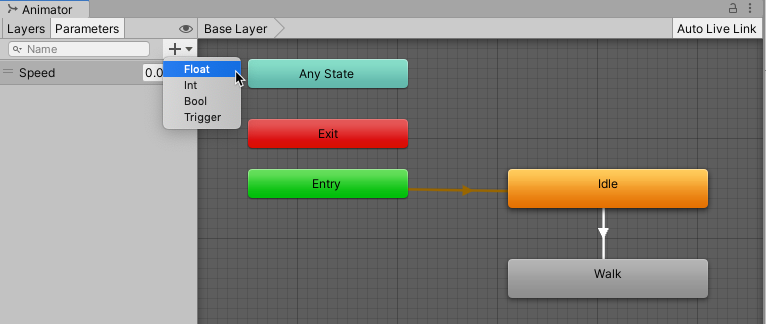 Animator
Layers Parameters Base Layer Auto Live Link
Name
Speed 0.0
Float
Int
Bool
Trigger
Any State
Exit
Entry
Idle
Walk